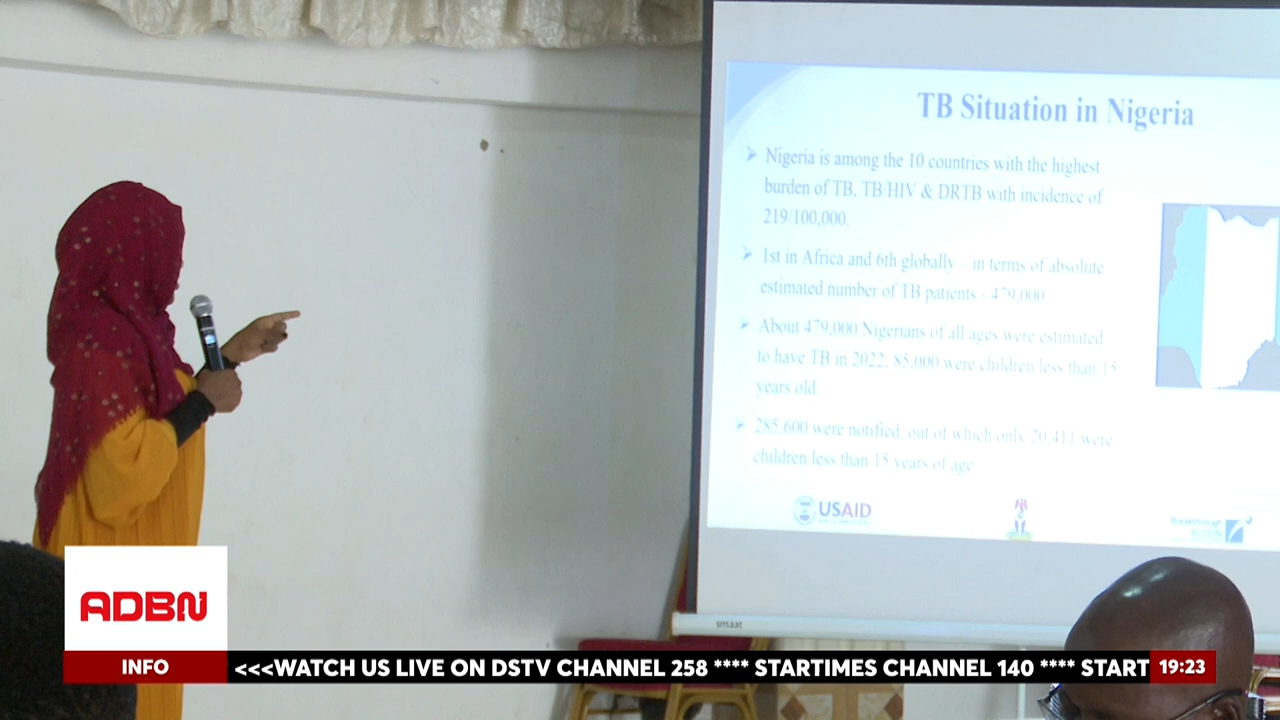 TB Situation in Nigeria
Nigeria is among the 10 countries with the highest
burden of TB, TB/HIV & DRTB with incidence of
219/100,000.
1st in Africa and 6th globally – in terms of absolute
estimated number of TB patients - 479,000
About 479,000 Nigerians of all ages were estimated
to have TB in 2022, 85,000 were children less than 15
years old.
285,600 were notified, out of which only 20,411 were
children less than 15 years of age
USAID
smaat
ADBN
INFO
<<<WATCH US LIVE ON DSTV CHANNEL 258 **** STARTIMES CHANNEL 140 **** START
19:23